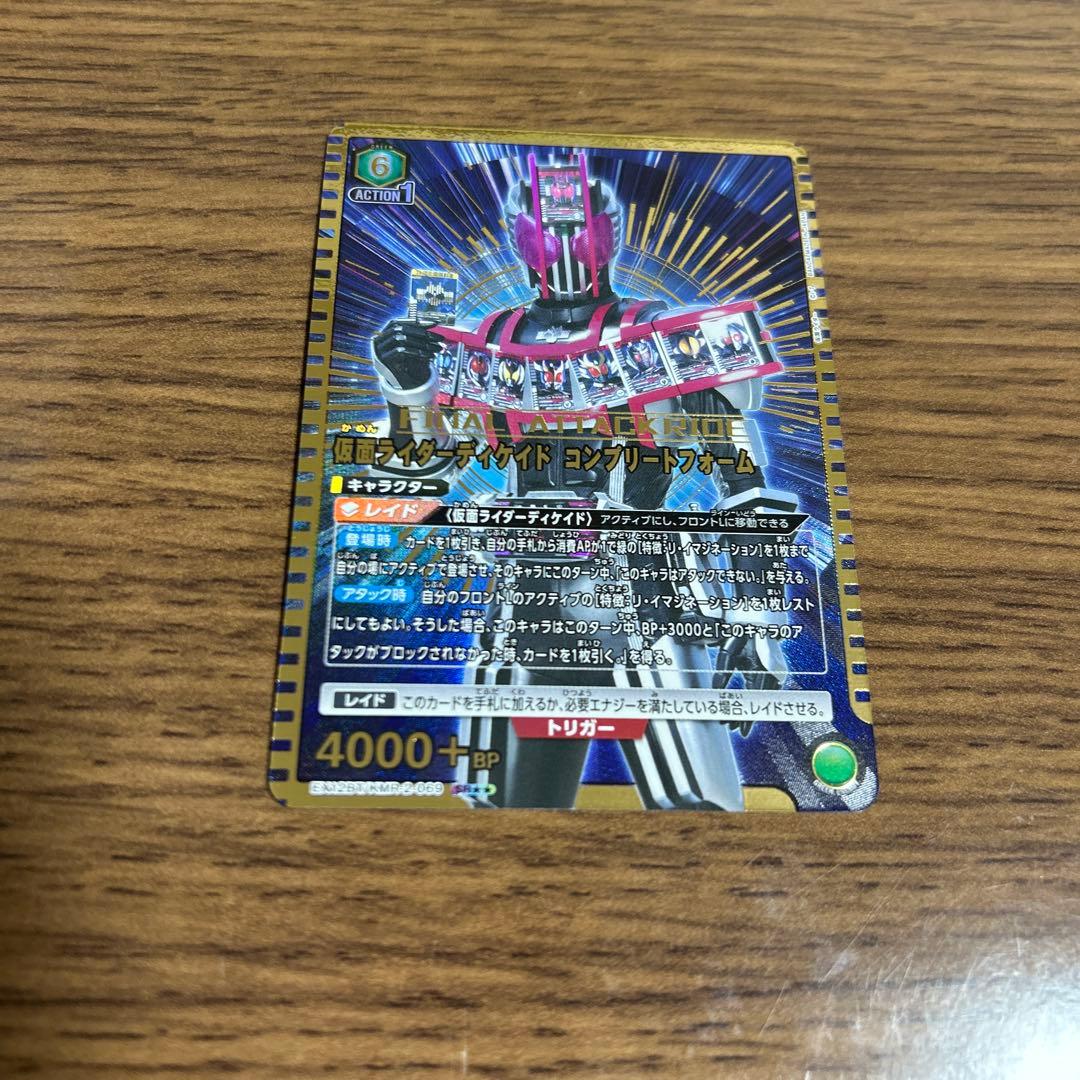 GREEN
6
ACTION1
FINAL ATTACKRIDE
かめん
仮面ライダーディケイド コンプリートフォーム
キャラクター
レイド 〈仮面ライダーディケイド〉 アクティブにし、フロントLに移動できる
登場時 カードを1枚引き、自分の手札から消費APが1で緑の[特徴:リ・イマジネーション]を1枚まで
自分の場にアクティブで登場させ、そのキャラにこのターン中、「このキャラはアタックできない。」を与える。
アタック時 自分のフロントLのアクティブの[特徴:リ・イマジネーション]を1枚レスト
にしてもよい。そうした場合、このキャラはこのターン中、BP+3000と「このキャラのア
タックがブロックされなかった時、カードを1枚引く。」を得る。
レイド このカードを手札に加えるか、必要エナジーを満たしている場合、レイドさせる。
トリガー
4000+BP
EX12BT/KMR-2-069 SR★★